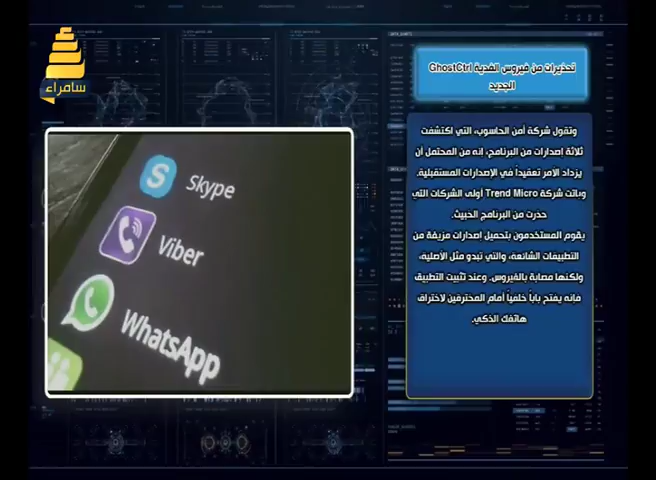 سامراء
تحذيرات من فيروس الفدية GhostCtrl
الجديد
وتقول شركة أمن الحاسوب، التي اكتشفت
ثلاثة إصدارات من البرنامج، إنه من المحتمل أن
يزداد الأمر تعقيداً في الإصدارات المستقبلية.
وباتت شركة Trend Micro أولى الشركات التي
حذرت من البرنامج الخبيث.
يقوم المستخدمون بتحميل إصدارات مزيفة من
التطبيقات الشائعة، والتي تبدو مثل الأصلية،
ولكنها مصابة بالفيروس. وعند تثبيت التطبيق
فإنه يفتح باباً خلفياً أمام المخترفين لاختراق
هاتفك الذكي.
Skype
Viber
WhatsApp